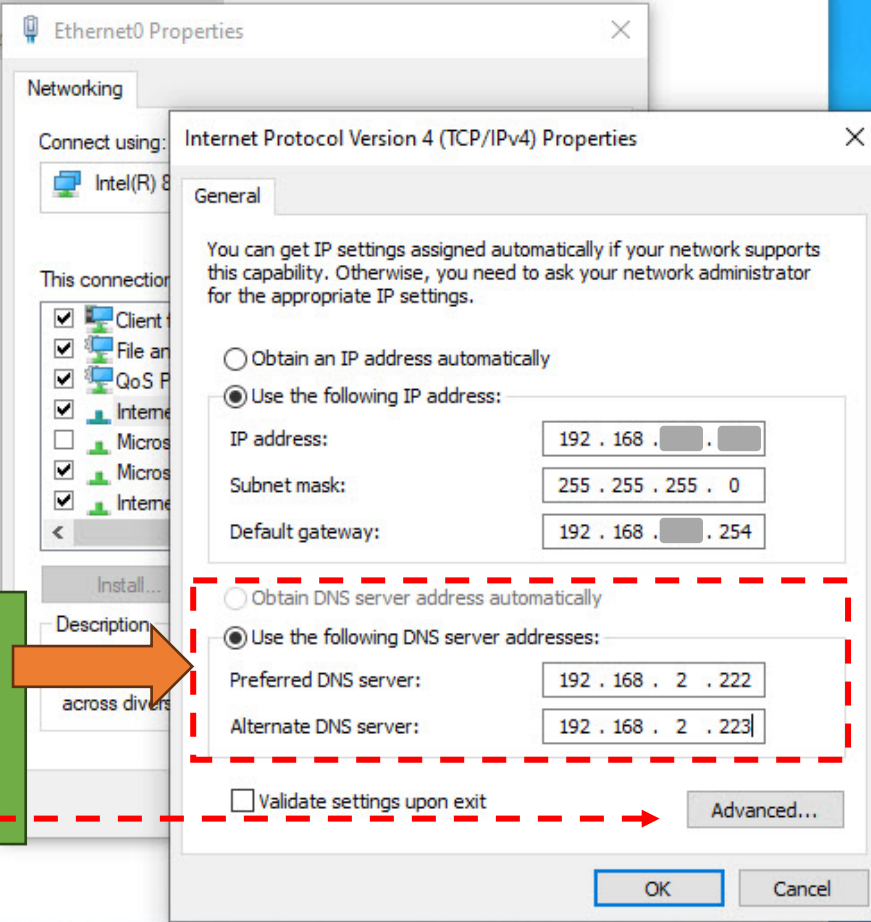 Ethernet0 Properties
Networking
Connect using:
Intel(R) 8
This connection
Client f
File an
QoS P
Interne
Micros
Micros
Interne
Install...
Description
across divers
Internet Protocol Version 4 (TCP/IPv4) Properties
General
You can get IP settings assigned automatically if your network supports
this capability. Otherwise, you need to ask your network administrator
for the appropriate IP settings.
Obtain an IP address automatically
Use the following IP address:
IP address: 192 . 168 . .
Subnet mask: 255 . 255 . 255 . 0
Default gateway: 192 . 168 . . 254
Obtain DNS server address automatically
Use the following DNS server addresses:
Preferred DNS server: 192 . 168 . 2 . 222
Alternate DNS server: 192 . 168 . 2 . 223
Validate settings upon exit
Advanced...
OK Cancel